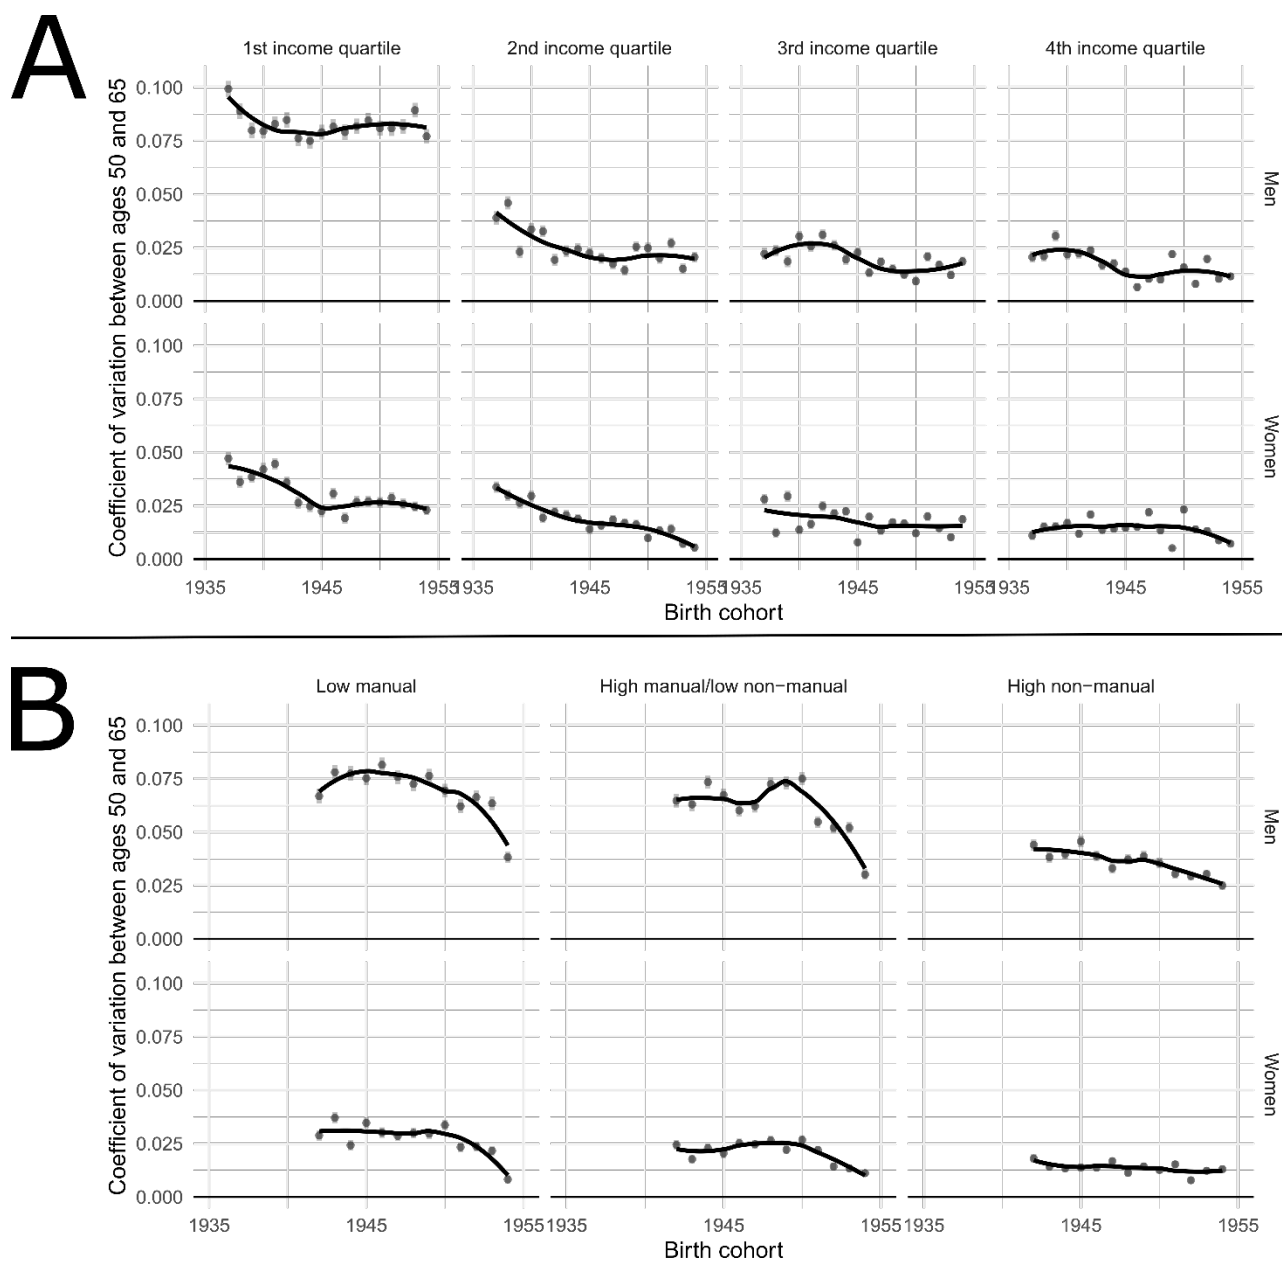 A
1st income quartile 2nd income quartile 3rd income quartile 4th income quartile
Coefficient of variation between ages 50 and 65
0.100
0.075
0.050
0.025
0.000
Men
0.100
0.075
0.050
0.025
0.000
Women
1935 1945 1955 1935 1945 1955 1935 1945 1955 1935 1945 1955
Birth cohort
B
Low manual High manual/low non−manual High non−manual
Coefficient of variation between ages 50 and 65
0.100
0.075
0.050
0.025
0.000
Men
0.100
0.075
0.050
0.025
0.000
Women
1935 1945 1955 1935 1945 1955 1935 1945 1955
Birth cohort